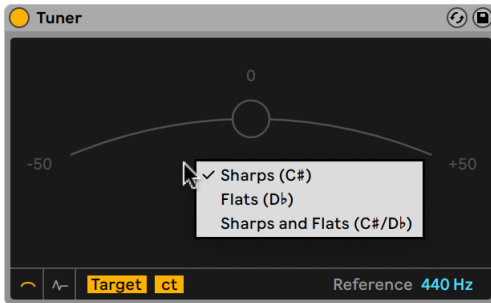 Tuner
0
-50
+50
✓ Sharps (C♯)
Flats (D♭)
Sharps and Flats (C♯/D♭)
Target ct Reference 440 Hz